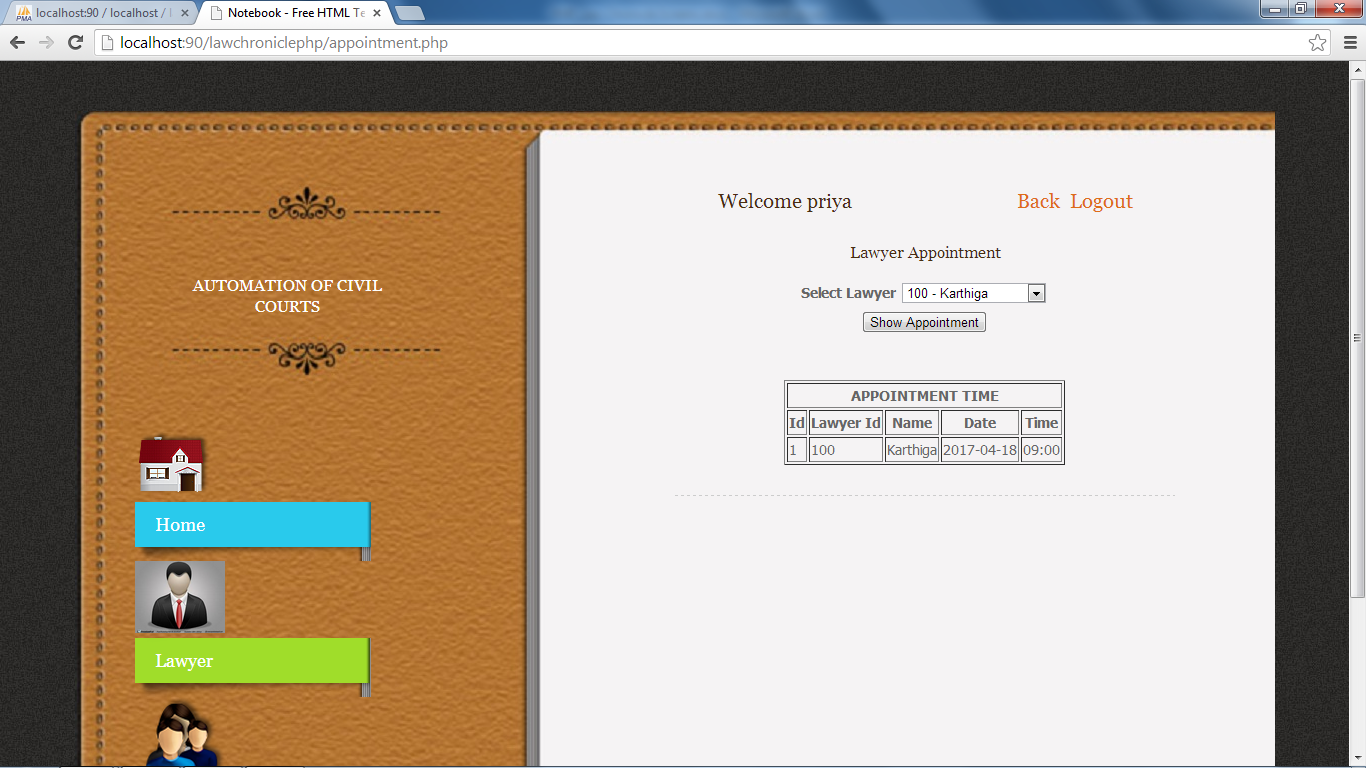 localhost:90 / localhost / l
Notebook - Free HTML Te
localhost:90/lawchroniclephp/appointment.php
AUTOMATION OF CIVIL
COURTS
Home
Lawyer
Welcome priya
Back Logout
Lawyer Appointment
Select Lawyer 100 - Karthiga
Show Appointment
APPOINTMENT TIME
Id Lawyer Id Name Date Time
1 100 Karthiga 2017-04-18 09:00